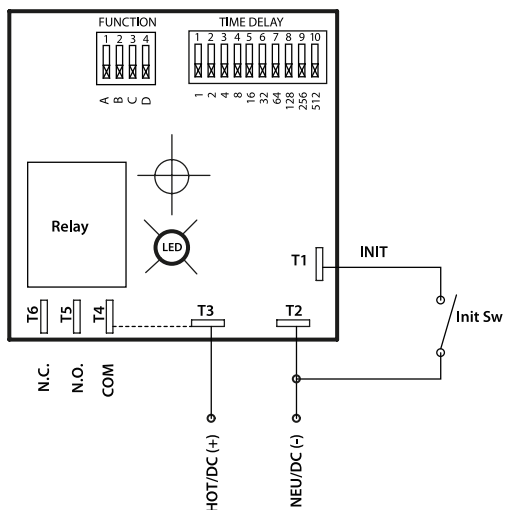 FUNCTION
1 2 3 4
A B C D
TIME DELAY
1 2 3 4 5 6 7 8 9 10
1 2 4 8 16 32 64 128 256 512
Relay
LED
T1
INIT
Init Sw
T6 T5 T4 T3 T2
N.C. N.O. COM
HOT/DC (+)
NEU/DC (-)